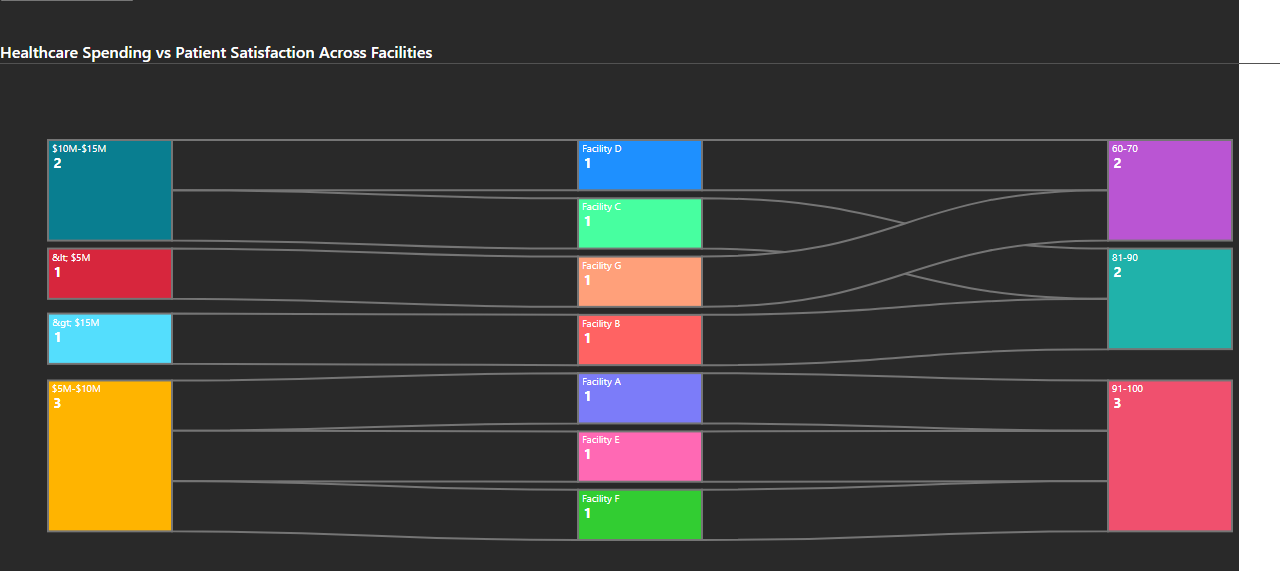 Healthcare Spending vs Patient Satisfaction Across Facilities
$10M-$15M
2
&lt; $5M
1
&gt; $15M
1
$5M-$10M
3
Facility D
1
Facility C
1
Facility G
1
Facility B
1
Facility A
1
Facility E
1
Facility F
1
60-70
2
81-90
2
91-100
3